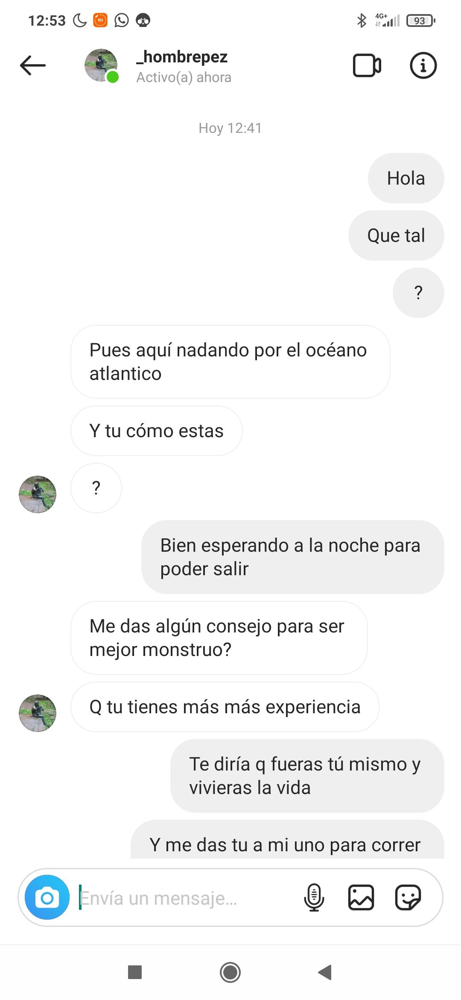 12:53
4G+
93
_hombrepez
Activo(a) ahora
Hoy 12:41
Hola
Que tal
?
Pues aquí nadando por el océano
atlantico
Y tu cómo estas
?
Bien esperando a la noche para
poder salir
Me das algún consejo para ser
mejor monstruo?
Q tu tienes más más experiencia
Te diría q fueras tú mismo y
vivieras la vida
Y me das tu a mi uno para correr
Envía un mensaje...